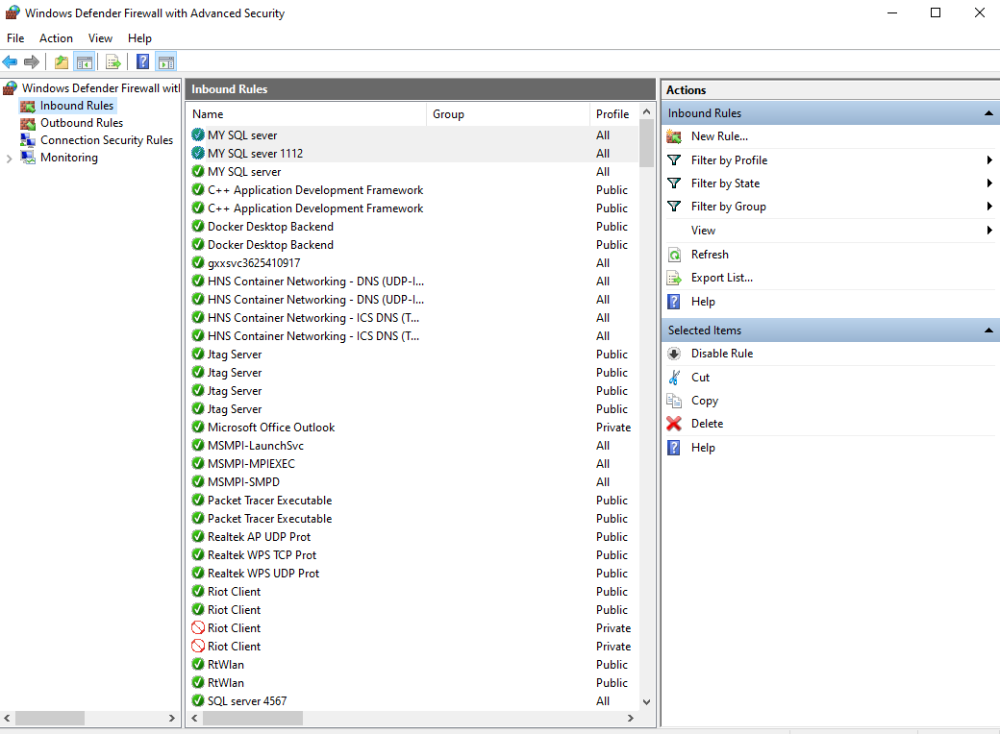 Windows Defender Firewall with Advanced Security
File Action View Help
Windows Defender Firewall wit
Inbound Rules
Outbound Rules
Connection Security Rules
Monitoring
Inbound Rules
Name Group Profile
MY SQL sever All
MY SQL sever 1112 All
MY SQL server All
C++ Application Development Framework Public
C++ Application Development Framework Public
Docker Desktop Backend Public
Docker Desktop Backend Public
gxxsvc3625410917 All
HNS Container Networking - DNS (UDP-I... All
HNS Container Networking - DNS (UDP-I... All
HNS Container Networking - ICS DNS (T... All
HNS Container Networking - ICS DNS (T... All
Jtag Server Public
Jtag Server Public
Jtag Server Public
Jtag Server Public
Microsoft Office Outlook Private
MSMPI-LaunchSvc All
MSMPI-MPIEXEC All
MSMPI-SMPD All
Packet Tracer Executable Public
Packet Tracer Executable Public
Realtek AP UDP Prot Public
Realtek WPS TCP Prot Public
Realtek WPS UDP Prot Public
Riot Client Public
Riot Client Public
Riot Client Private
Riot Client Private
RtWlan Public
RtWlan Public
SQL server 4567 All
Actions
Inbound Rules
New Rule...
Filter by Profile
Filter by State
Filter by Group
View
Refresh
Export List...
Help
Selected Items
Disable Rule
Cut
Copy
Delete
Help